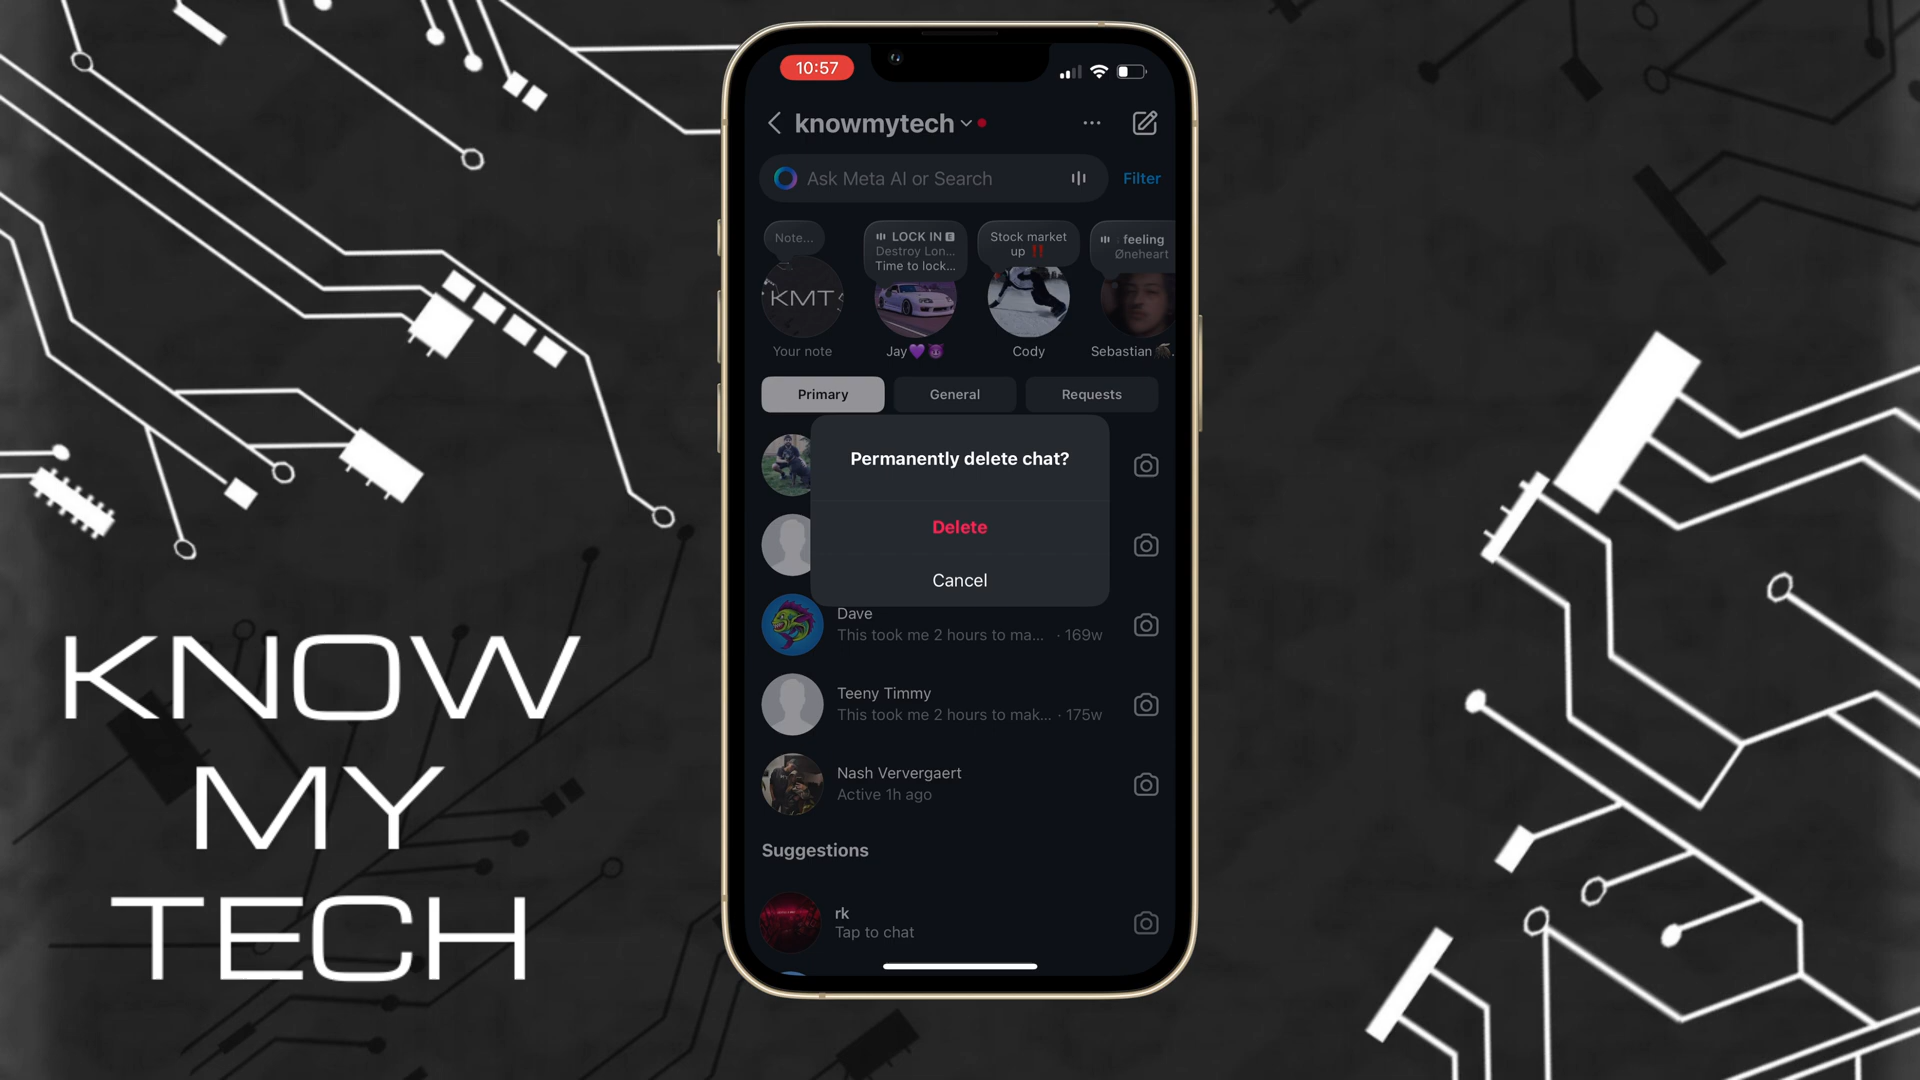 10:57
knowmytech
Ask Meta AI or Search
Filter
Note...
LOCK IN E
Destroy Lon...
Time to lock...
Stock market
up ‼️
feeling
Øneheart
KMT
Your note
Jay💜😈
Cody
Sebastian
Primary
General
Requests
Permanently delete chat?
Delete
Cancel
Dave
This took me 2 hours to ma... · 169w
Teeny Timmy
This took me 2 hours to mak... · 175w
Nash Ververgaert
Active 1h ago
Suggestions
rk
Tap to chat
KNOW
MY
TECH